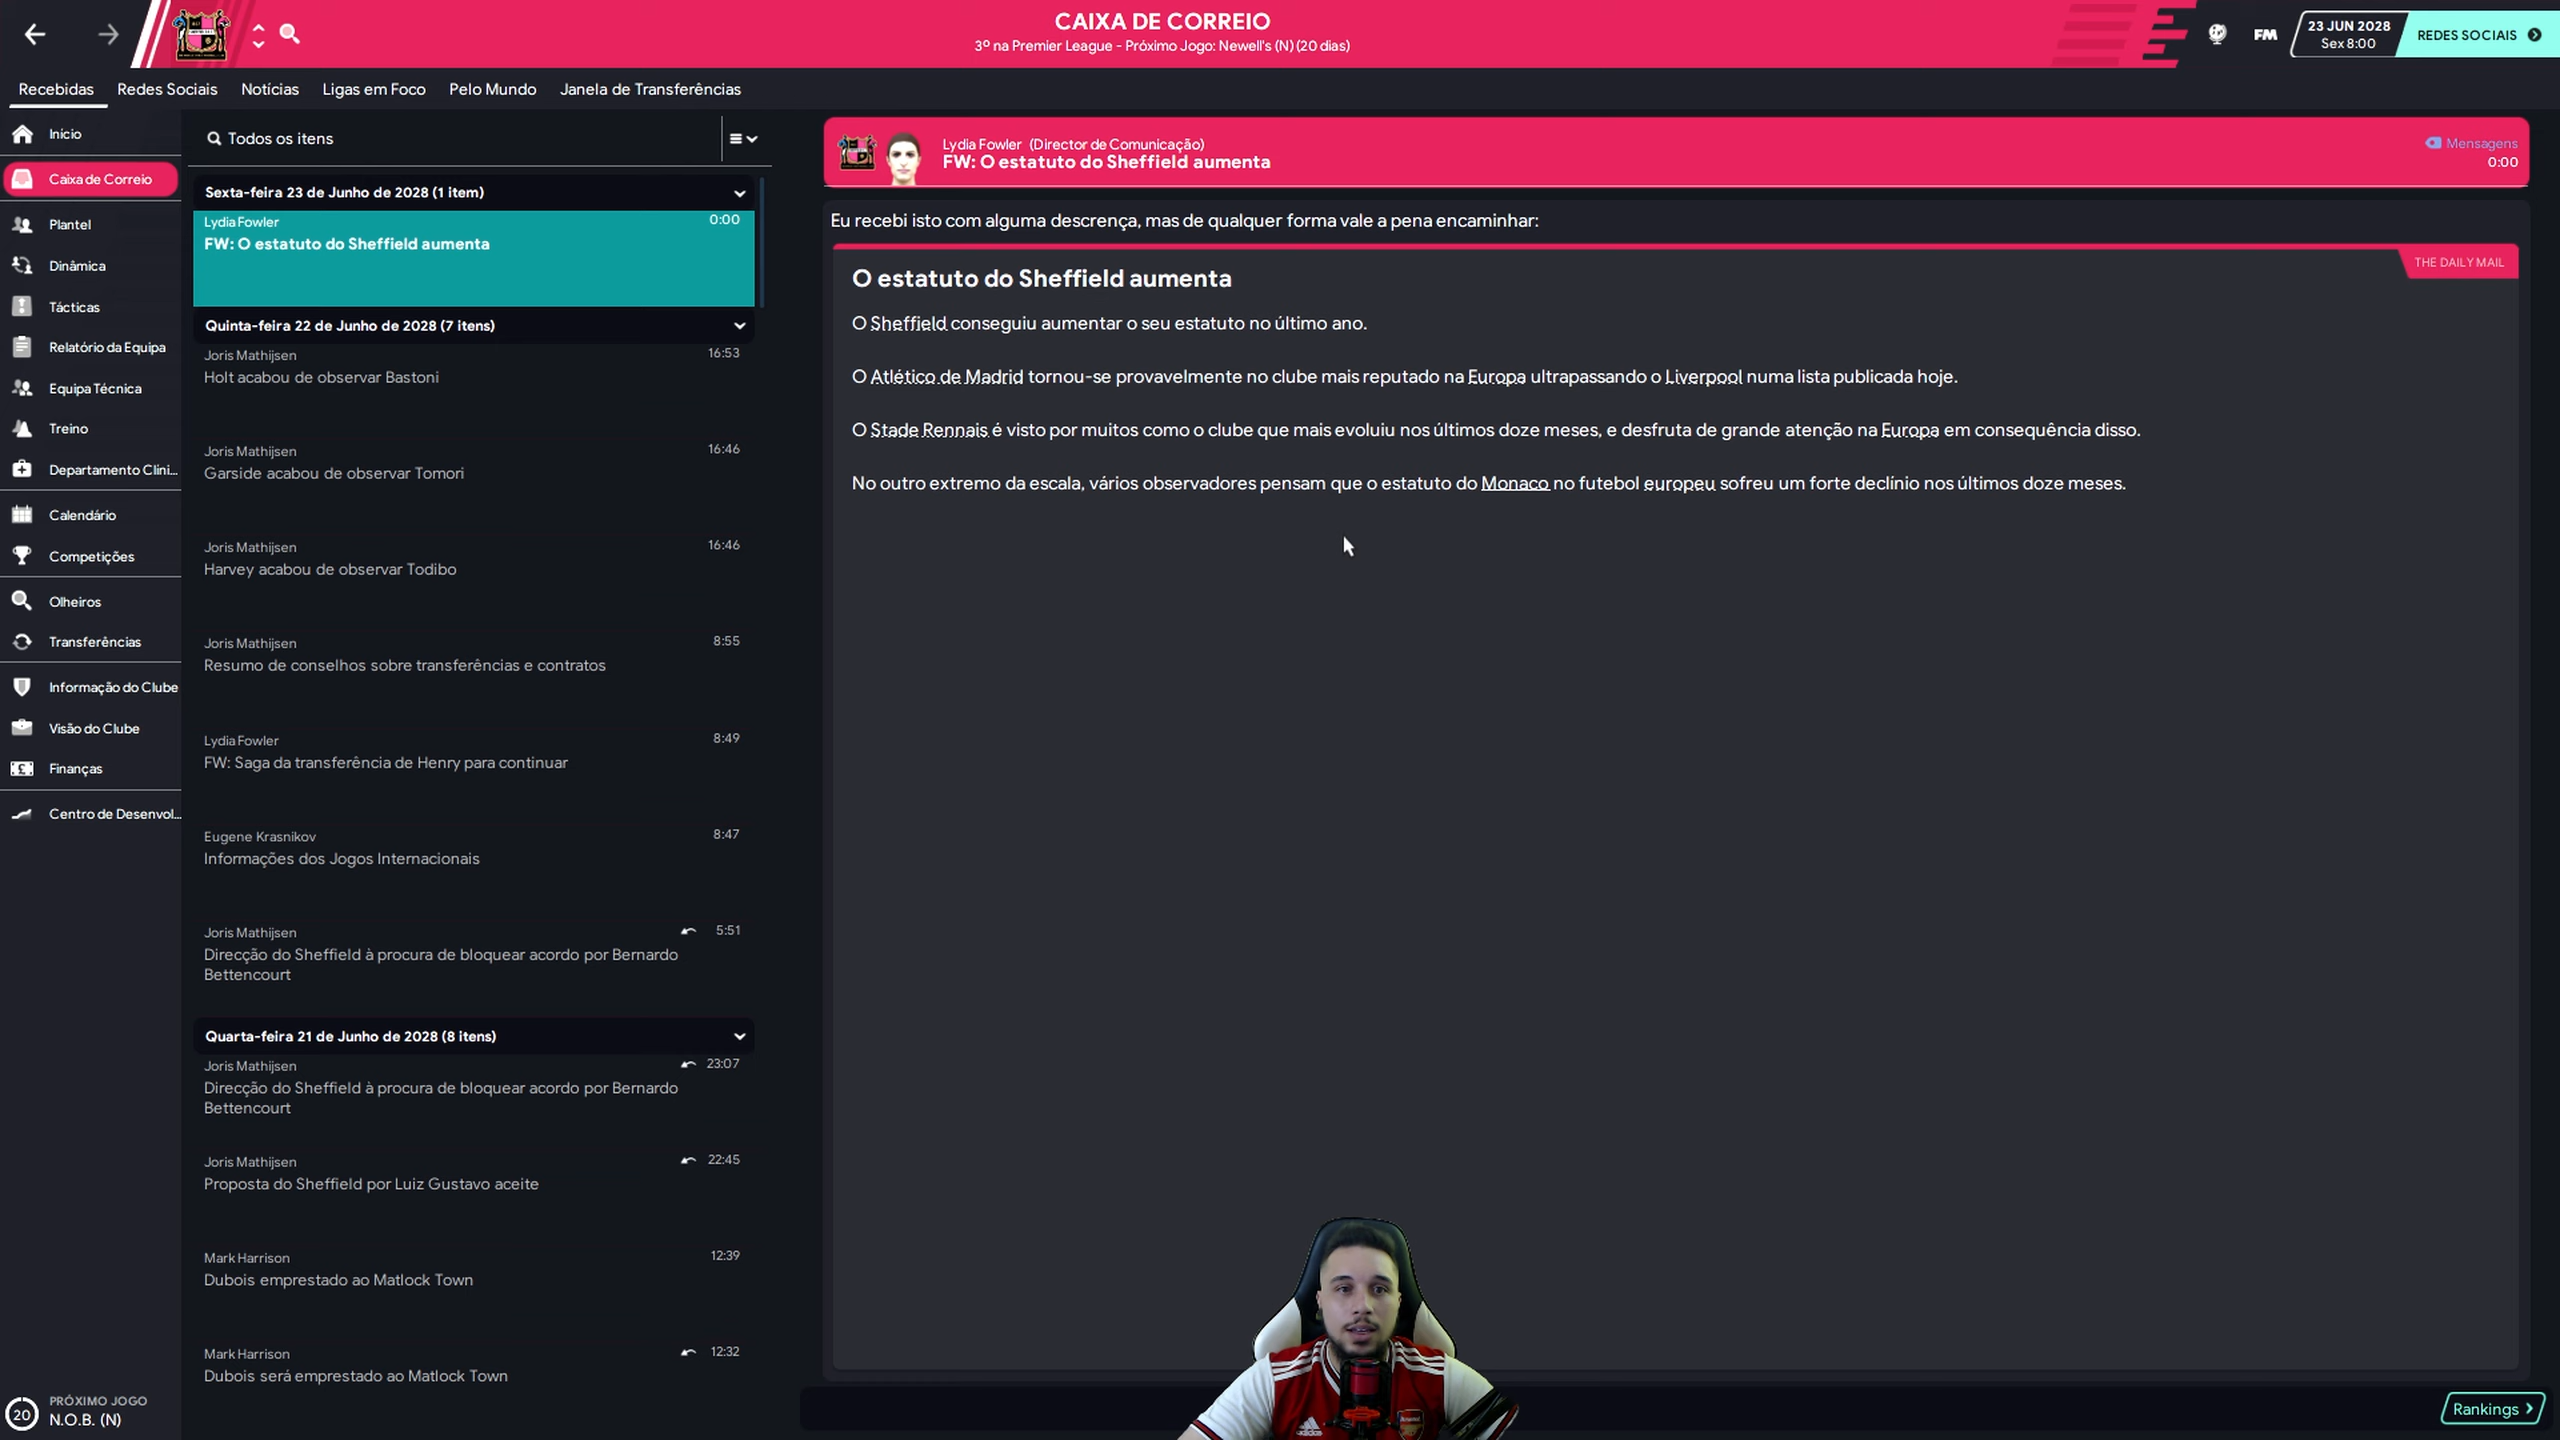 CAIXA DE CORREIO
3º na Premier League - Próximo Jogo: Newell's (N) (20 dias)
FM
23 JUN 2028
Sex 8:00
REDES SOCIAIS
Recebidas
Redes Sociais
Notícias
Ligas em Foco
Pelo Mundo
Janela de Transferências
Início
Caixa de Correio
Plantel
Dinâmica
Tácticas
Relatório da Equipa
Equipa Técnica
Treino
Departamento Clíni...
Calendário
Competições
Olheiros
Transferências
Informação do Clube
Visão do Clube
Finanças
Centro de Desenvol...
20
PRÓXIMO JOGO
N.O.B. (N)
Todos os itens
Sexta-feira 23 de Junho de 2028 (1 item)
Lydia Fowler 0:00
FW: O estatuto do Sheffield aumenta
Quinta-feira 22 de Junho de 2028 (7 itens)
Joris Mathijsen 16:53
Holt acabou de observar Bastoni
Joris Mathijsen 16:46
Garside acabou de observar Tomori
Joris Mathijsen 16:46
Harvey acabou de observar Todibo
Joris Mathijsen 8:55
Resumo de conselhos sobre transferências e contratos
Lydia Fowler 8:49
FW: Saga da transferência de Henry para continuar
Eugene Krasnikov 8:47
Informações dos Jogos Internacionais
Joris Mathijsen 5:51
Direcção do Sheffield à procura de bloquear acordo por Bernardo
Bettencourt
Quarta-feira 21 de Junho de 2028 (8 itens)
Joris Mathijsen 23:07
Direcção do Sheffield à procura de bloquear acordo por Bernardo
Bettencourt
Joris Mathijsen 22:45
Proposta do Sheffield por Luiz Gustavo aceite
Mark Harrison 12:39
Dubois emprestado ao Matlock Town
Mark Harrison 12:32
Dubois será emprestado ao Matlock Town
Lydia Fowler (Director de Comunicação)
FW: O estatuto do Sheffield aumenta
Mensagens
0:00
Eu recebi isto com alguma descrença, mas de qualquer forma vale a pena encaminhar:
THE DAILY MAIL
O estatuto do Sheffield aumenta
O Sheffield conseguiu aumentar o seu estatuto no último ano.
O Atlético de Madrid tornou-se provavelmente no clube mais reputado na Europa ultrapassando o Liverpool numa lista publicada hoje.
O Stade Rennais é visto por muitos como o clube que mais evoluiu nos últimos doze meses, e desfruta de grande atenção na Europa em consequência disso.
No outro extremo da escala, vários observadores pensam que o estatuto do Monaco no futebol europeu sofreu um forte declínio nos últimos doze meses.
adidas
Rankings